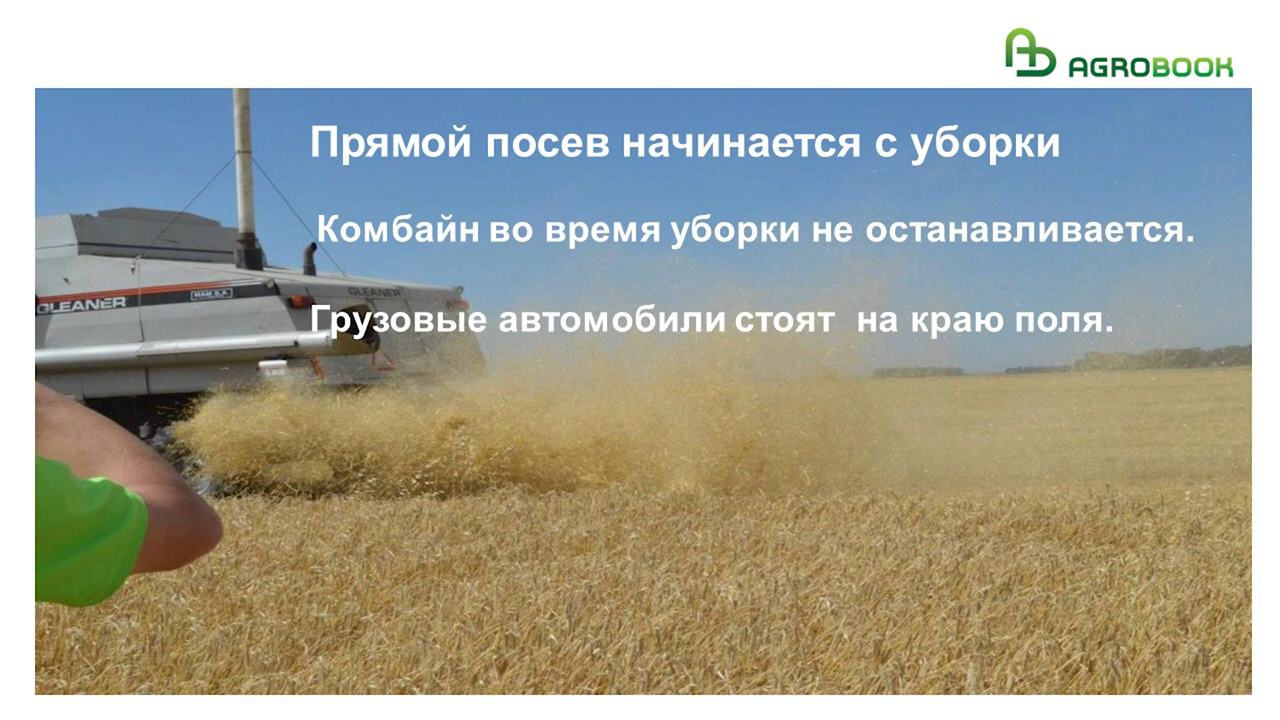 AGROBOOK
Прямой посев начинается с уборки
Комбайн во время уборки не останавливается.
GLEANER
GLEANER
Грузовые автомобили стоят  на краю поля.